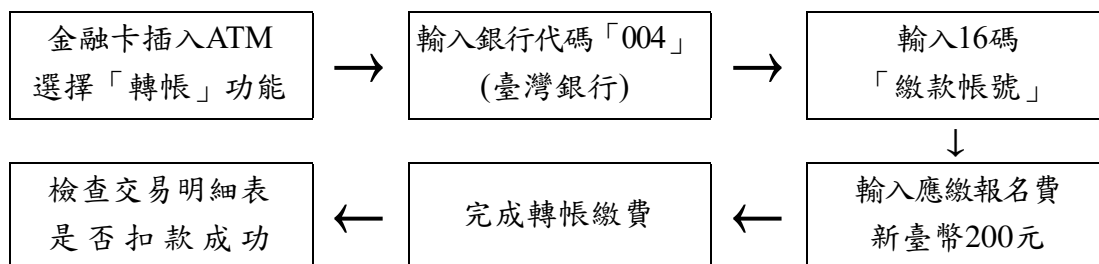 金融卡插入ATM
選擇「轉帳」功能
輸入銀行代碼「004」
(臺灣銀行)
輸入16碼
「繳款帳號」
輸入應繳報名費
新臺幣200元
完成轉帳繳費
檢查交易明細表
是否扣款成功